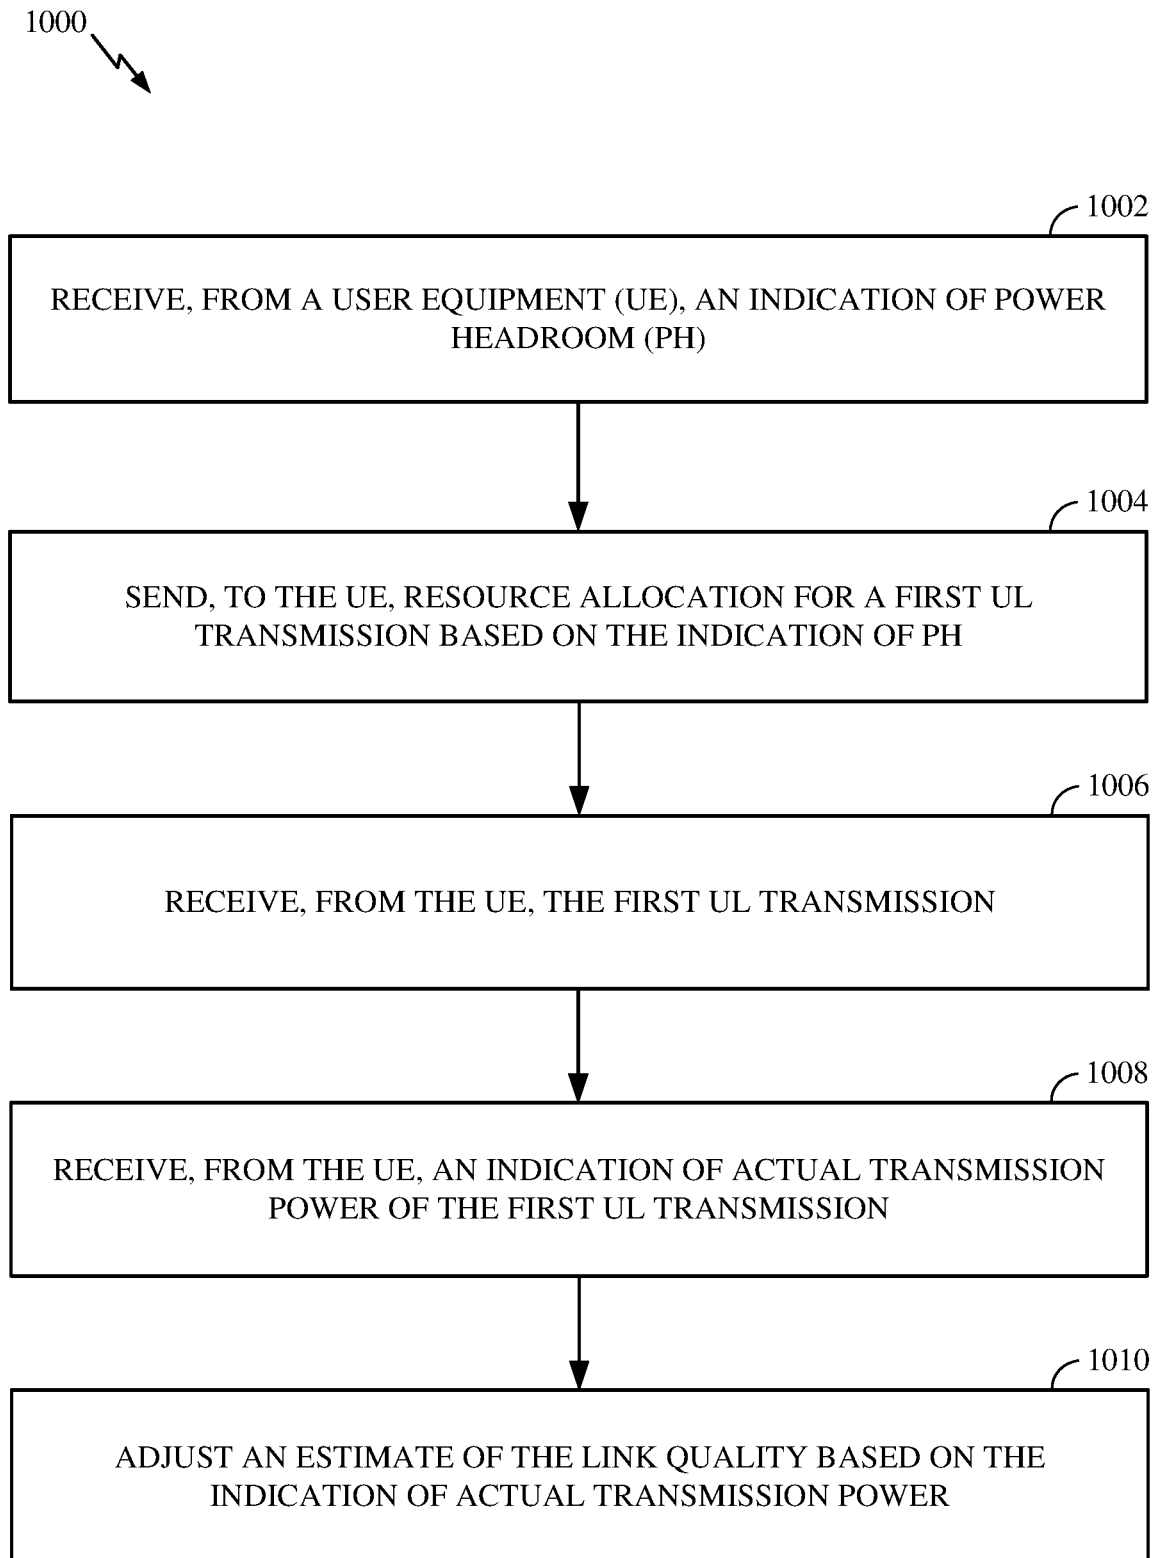 1000
1002
RECEIVE, FROM A USER EQUIPMENT (UE), AN INDICATION OF POWER
HEADROOM (PH)
1004
SEND, TO THE UE, RESOURCE ALLOCATION FOR A FIRST UL
TRANSMISSION BASED ON THE INDICATION OF PH
1006
RECEIVE, FROM THE UE, THE FIRST UL TRANSMISSION
1008
RECEIVE, FROM THE UE, AN INDICATION OF ACTUAL TRANSMISSION
POWER OF THE FIRST UL TRANSMISSION
1010
ADJUST AN ESTIMATE OF THE LINK QUALITY BASED ON THE
INDICATION OF ACTUAL TRANSMISSION POWER